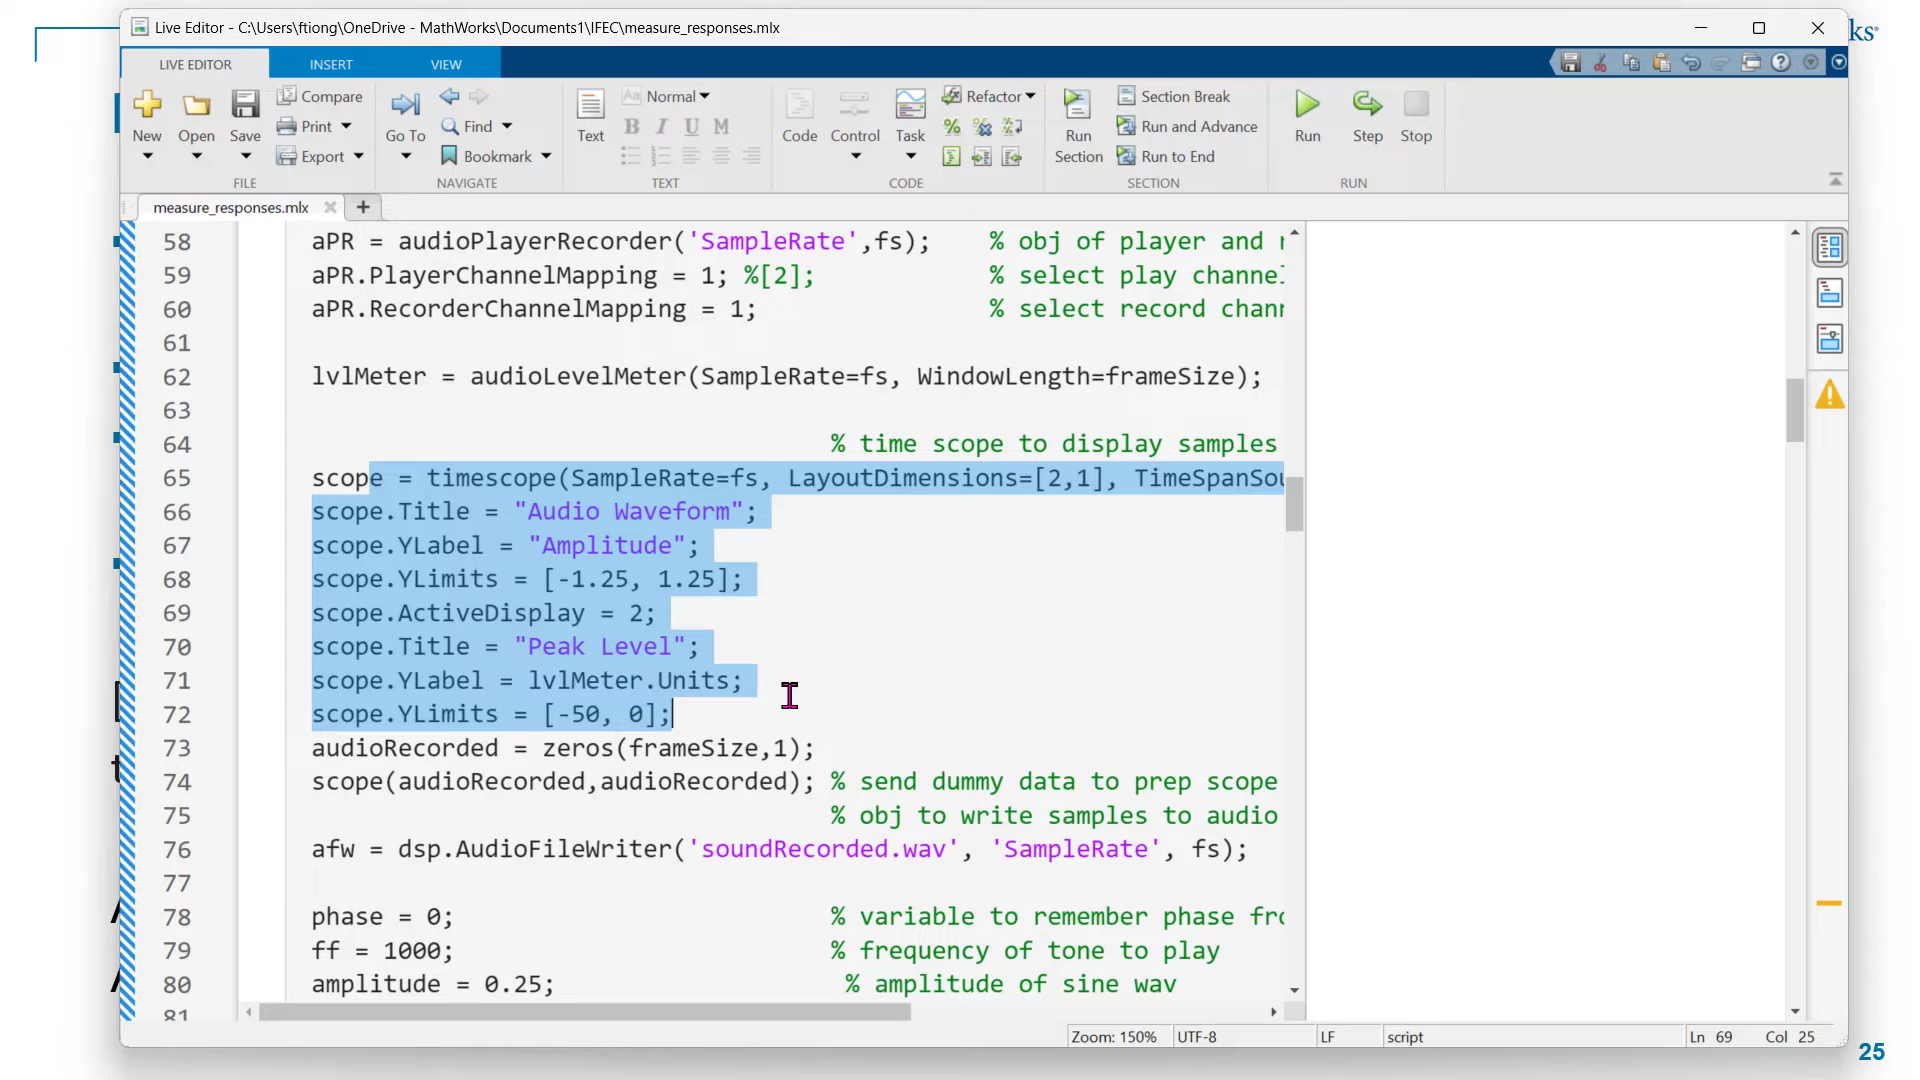 Live Editor - C:\Users\ftiong\OneDrive - MathWorks\Documents1\IFEC\measure_responses.mlx
LIVE EDITOR INSERT VIEW
New Open Save Compare Print Export
FILE
Go To Find Bookmark
NAVIGATE
Text Aa Normal B I U M
TEXT
Code Control Task Refactor
CODE
Run Section Section Break Run and Advance Run to End
SECTION
Run Step Stop
RUN
measure_responses.mlx
58 aPR = audioPlayerRecorder('SampleRate',fs); % obj of player and
59 aPR.PlayerChannelMapping = 1; %[2]; % select play channel
60 aPR.RecorderChannelMapping = 1; % select record
61
62 lvlMeter = audioLevelMeter(SampleRate=fs, WindowLength=frameSize);
63
64 % time scope to display samples
65 scope = timescope(SampleRate=fs, LayoutDimensions=[2,1], TimeSpanSou
66 scope.Title = "Audio Waveform";
67 scope.YLabel = "Amplitude";
68 scope.YLimits = [-1.25, 1.25];
69 scope.ActiveDisplay = 2;
70 scope.Title = "Peak Level";
71 scope.YLabel = lvlMeter.Units;
72 scope.YLimits = [-50, 0];
73 audioRecorded = zeros(frameSize,1);
74 scope(audioRecorded,audioRecorded); % send dummy data to prep scope
75 % obj to write samples to audio
76 afw = dsp.AudioFileWriter('soundRecorded.wav', 'SampleRate', fs);
77
78 phase = 0; % variable to remember phase fro
79 ff = 1000; % frequency of tone to play
80 amplitude = 0.25; % amplitude of sine wav
81
Zoom: 150% UTF-8 LF script Ln 69 Col 25
ks
25